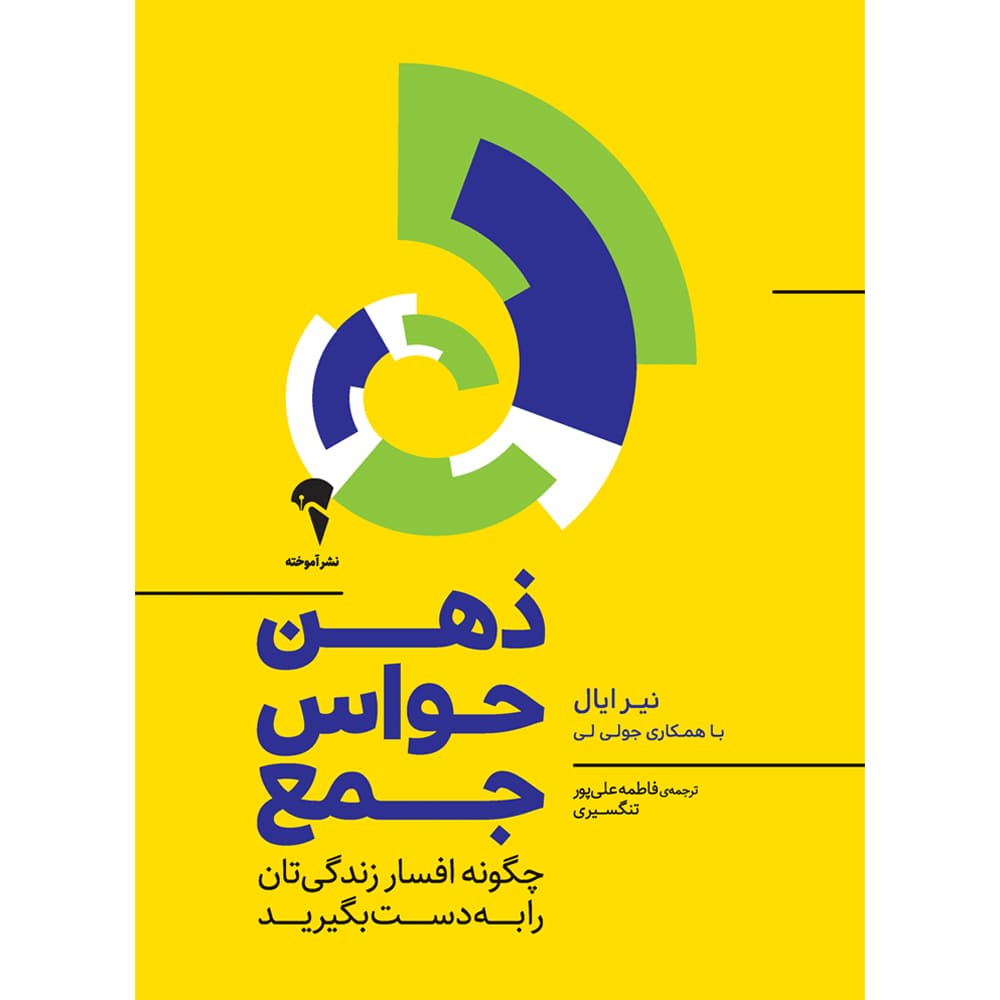 نشر آموخته
ذهن
حواس
جمع
چگونه افسار زندگی‌تان
را به دست بگیرید
نیر ایال
با همکاری جولی لی
ترجمه‌ی فاطمه علی‌پور
تنگسیری